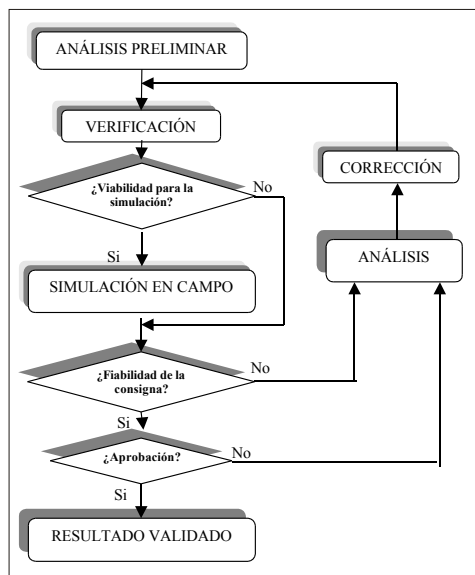 ANÁLISIS PRELIMINAR
VERIFICACIÓN
¿Viabilidad para la
simulación?
No
Si
SIMULACIÓN EN CAMPO
CORRECCIÓN
ANÁLISIS
¿Fiabilidad de la
consigna?
No
Si
¿Aprobación?
No
Si
RESULTADO VALIDADO